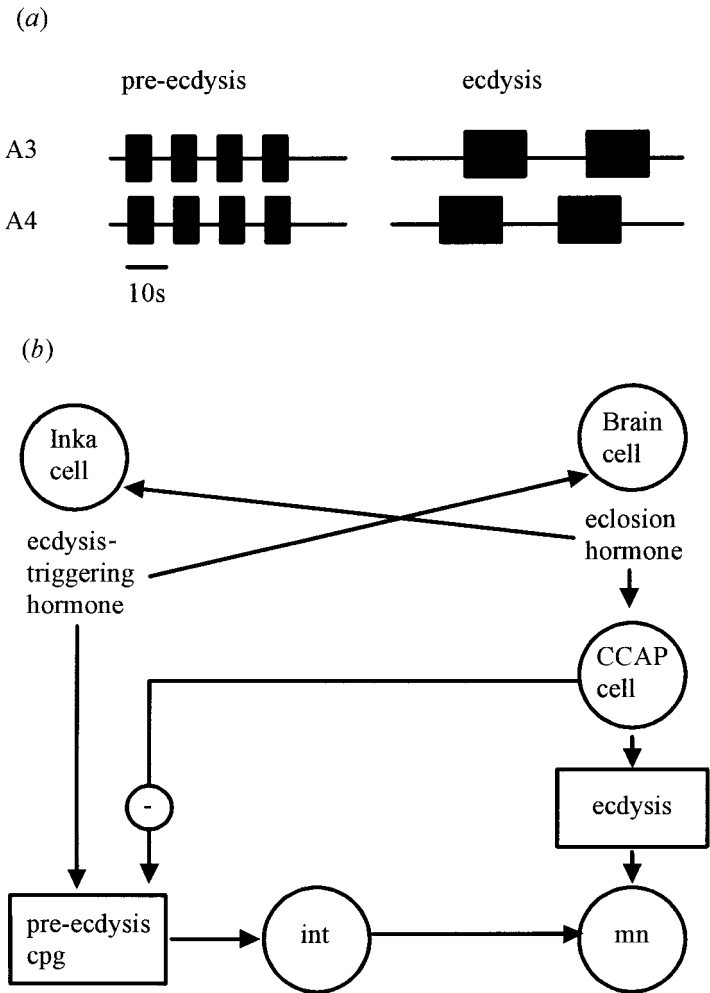 (a)
pre-ecdysis
ecdysis
A3
A4
10s
(b)
Inka
cell
Brain
cell
ecdysis-
triggering
hormone
eclosion
hormone
CCAP
cell
-
ecdysis
pre-ecdysis
cpg
int
mn